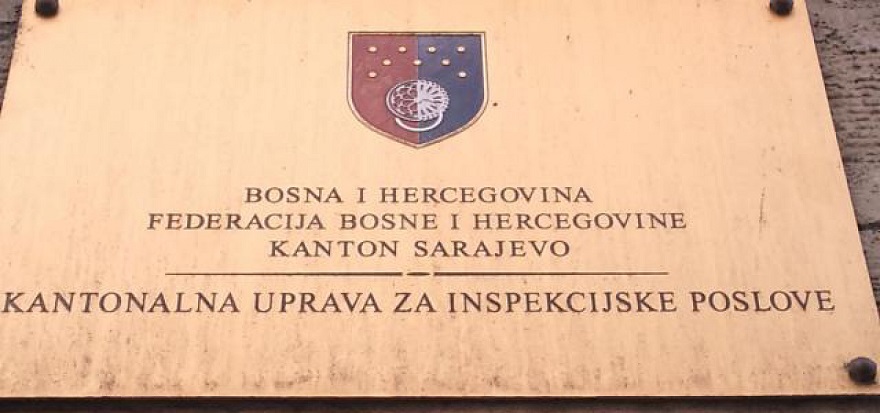 BOSNA I HERCEGOVINA
FEDERACIJA BOSNE I HERCEGOVINE
KANTON SARAJEVO
KANTONALNA UPRAVA ZA INSPEKCIJSKE POSLOVE